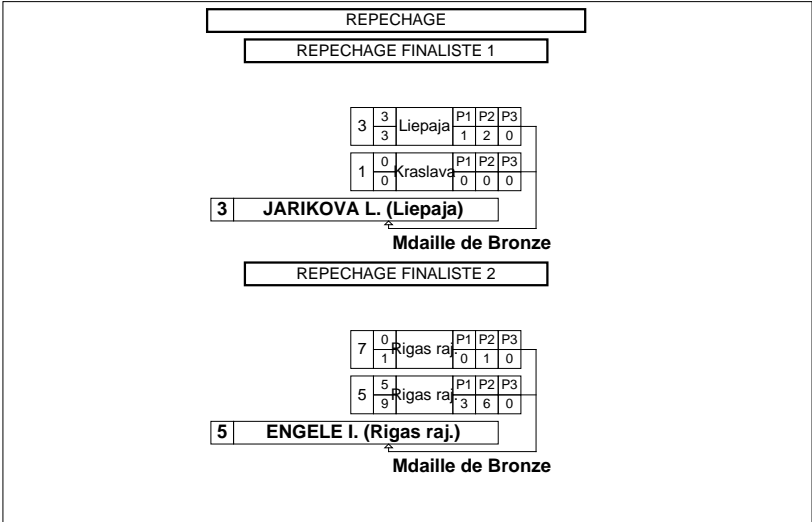 REPECHAGE
REPECHAGE FINALISTE 1
3 3 Liepaja P1 P2 P3
3 1 2 0
1 0 Kraslava P1 P2 P3
0 0 0 0
3 JARIKOVA L. (Liepaja)
Mdaille de Bronze
REPECHAGE FINALISTE 2
7 0 Rigas raj. P1 P2 P3
1 0 1 0
5 5 Rigas raj. P1 P2 P3
9 3 6 0
5 ENGELE I. (Rigas raj.)
Mdaille de Bronze